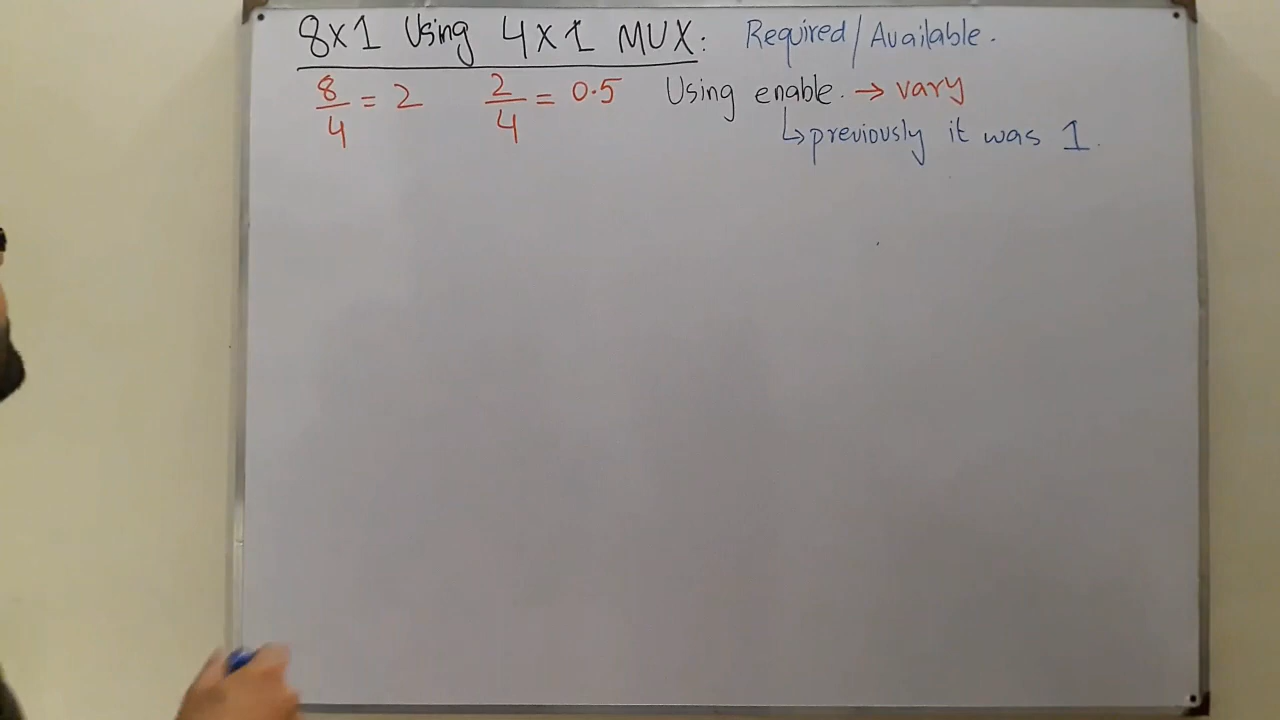 8x1 Using 4x1 MUX: Required/Available.
8/4 = 2 2/4 = 0.5 Using enable. → vary
↳ previously it was 1.